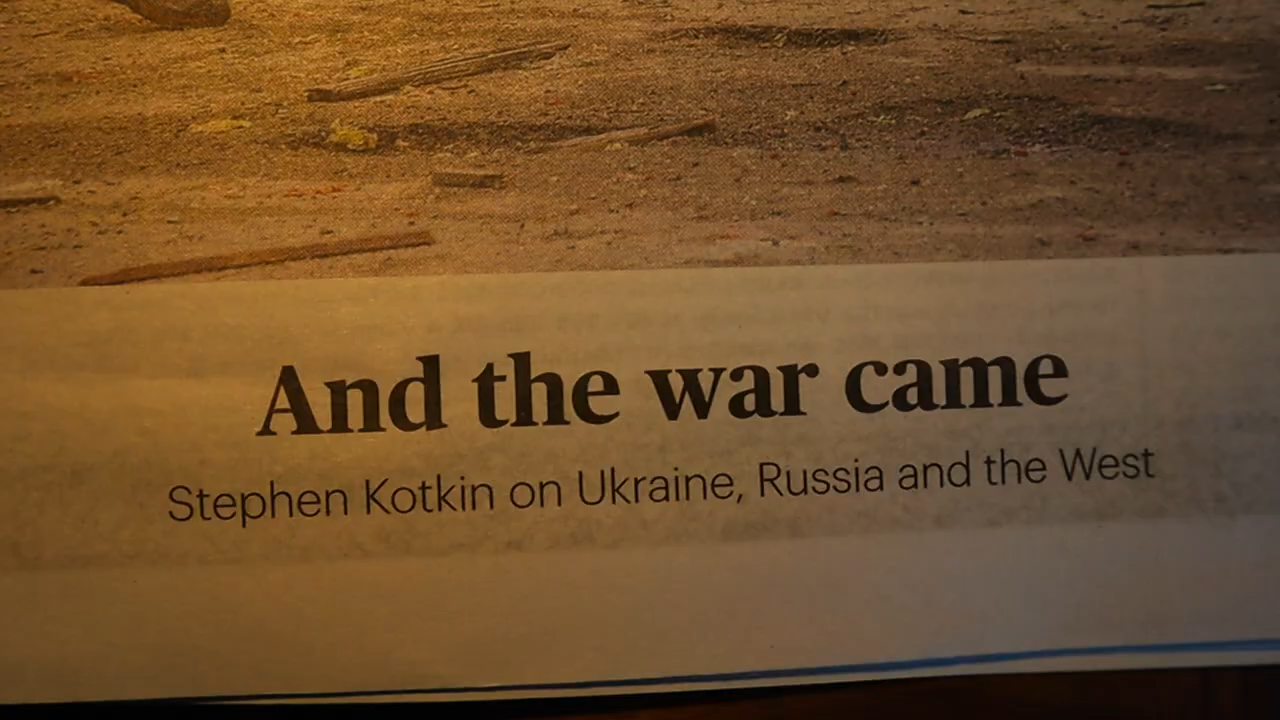 And the war came
Stephen Kotkin on Ukraine, Russia and the West